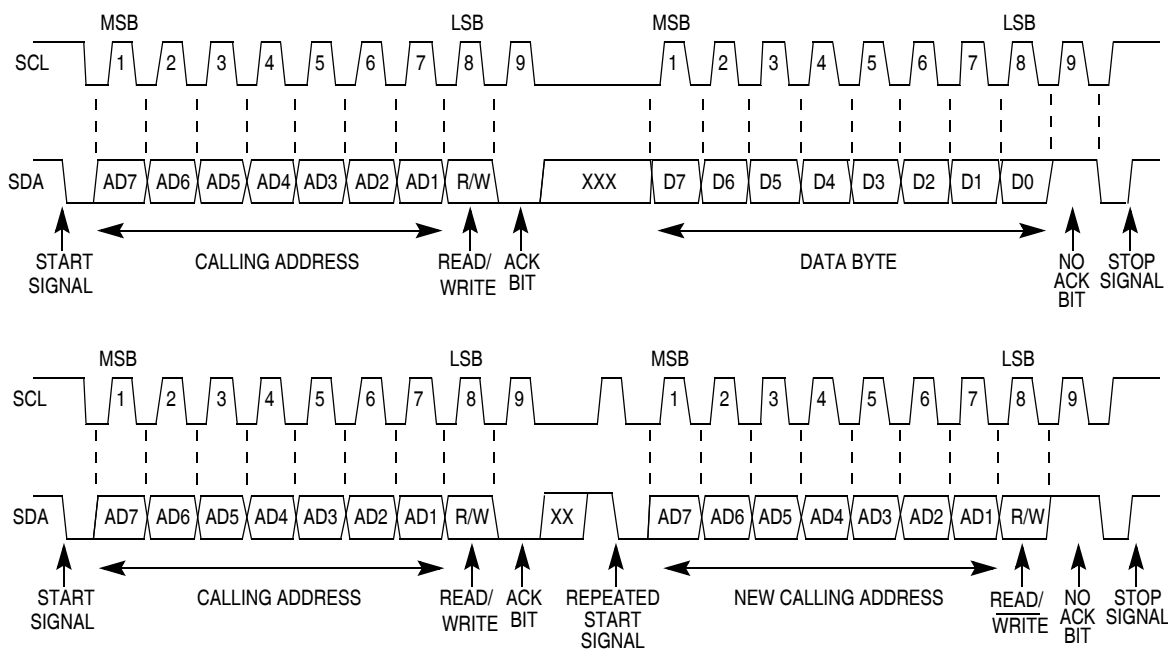 MSB LSB MSB LSB
SCL 1 2 3 4 5 6 7 8 9 1 2 3 4 5 6 7 8 9
SDA AD7 AD6 AD5 AD4 AD3 AD2 AD1 R/W XXX D7 D6 D5 D4 D3 D2 D1 D0
START SIGNAL
CALLING ADDRESS
READ/
WRITE
ACK
BIT
DATA BYTE
NO
ACK
BIT
STOP
SIGNAL
MSB LSB MSB LSB
SCL 1 2 3 4 5 6 7 8 9 1 2 3 4 5 6 7 8 9
SDA AD7 AD6 AD5 AD4 AD3 AD2 AD1 R/W XX AD7 AD6 AD5 AD4 AD3 AD2 AD1 R/W
START
SIGNAL
CALLING ADDRESS
READ/
WRITE
ACK
BIT
REPEATED
START
SIGNAL
NEW CALLING ADDRESS
READ/
WRITE
NO
ACK
BIT
STOP
SIGNAL